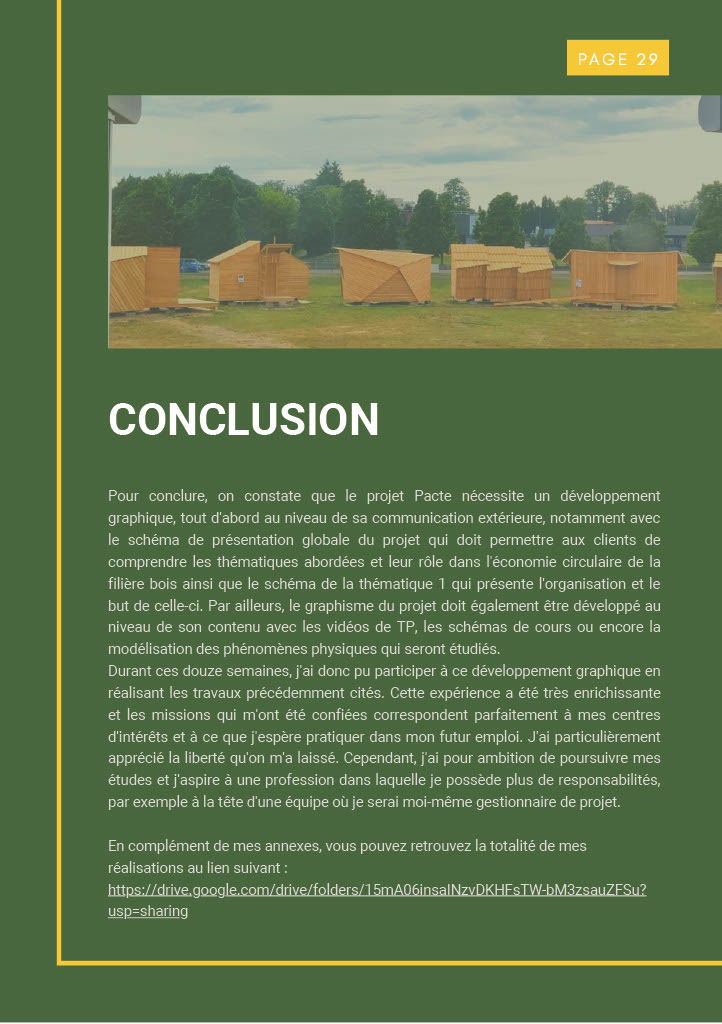 PAGE 29
CONCLUSION
Pour conclure, on constate que le projet Pacte nécessite un développement
graphique, tout d'abord au niveau de sa communication extérieure, notamment avec
le schéma de présentation globale du projet qui doit permettre aux clients de
comprendre les thématiques abordées et leur rôle dans l'économie circulaire de la
filière bois ainsi que le schéma de la thématique 1 qui présente l'organisation et le
but de celle-ci. Par ailleurs, le graphisme du projet doit également être développé au
niveau de son contenu avec les vidéos de TP, les schémas de cours ou encore la
modélisation des phénomènes physiques qui seront étudiés.
Durant ces douze semaines, j'ai donc pu participer à ce développement graphique en
réalisant les travaux précédemment cités. Cette expérience a été très enrichissante
et les missions qui m'ont été confiées correspondent parfaitement à mes centres
d'intérêts et à ce que j'espère pratiquer dans mon futur emploi. J'ai particulièrement
apprécié la liberté qu'on m'a laissé. Cependant, j'ai pour ambition de poursuivre mes
études et j'aspire à une profession dans laquelle je possède plus de responsabilités,
par exemple à la tête d'une équipe où je serai moi-même gestionnaire de projet.
En complément de mes annexes, vous pouvez retrouvez la totalité de mes
réalisations au lien suivant :
https://drive.google.com/drive/folders/15mA06insaINzvDKHFsTW-bM3zsauZFSu?
usp=sharing